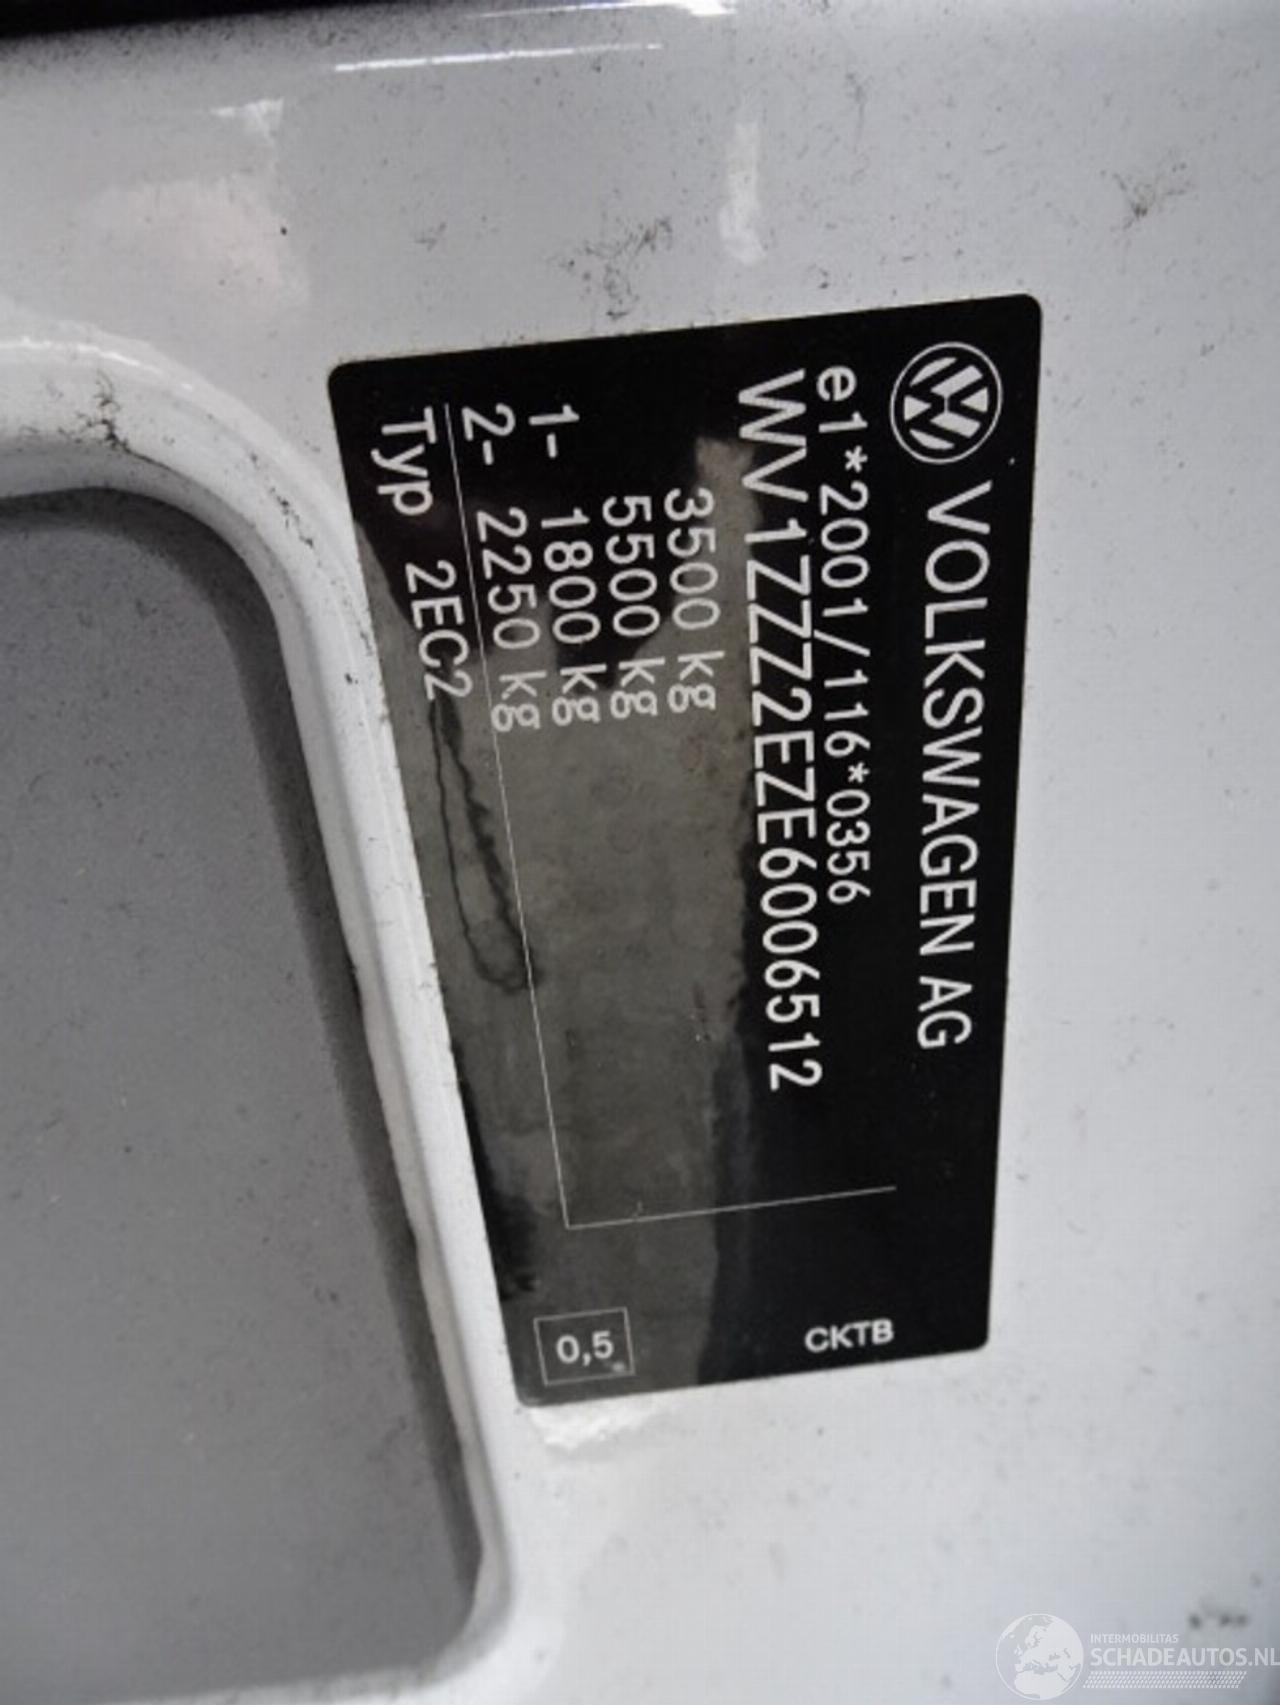 VOLKSWAGEN AG
e1*2001/116*0356
WV1ZZZ2EZE6006512
3500 kg
5500 kg
1- 1800 kg
2- 2250 kg
Typ 2EC2
CKTB
0,5
INTERMOBILITAS
SCHADEAUTOS.NL